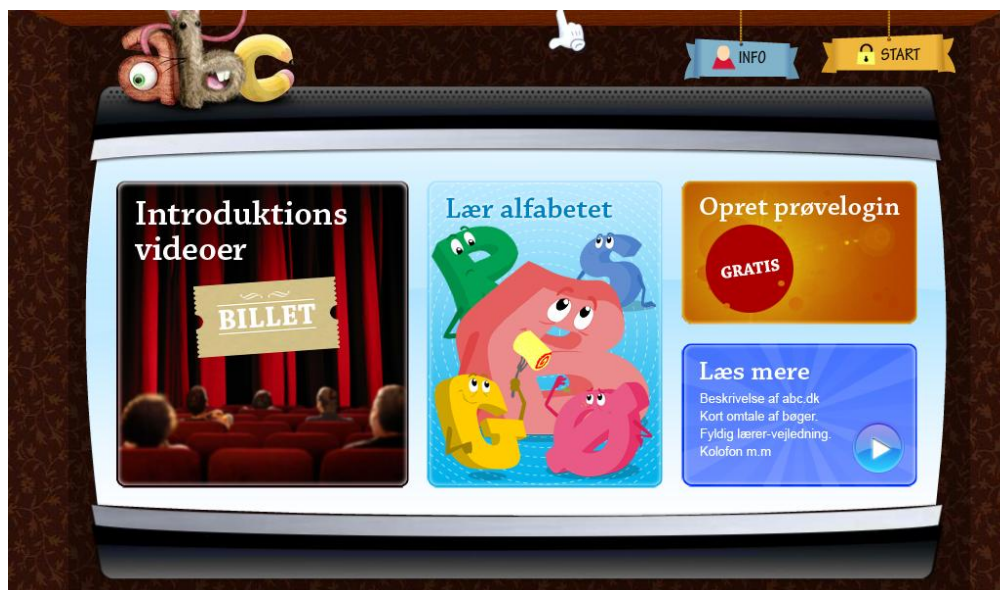 abc
INFO
START
Introduktions
videoer
BILLET
Lær alfabetet
Opret prøvelogin
GRATIS
Læs mere
Beskrivelse af abc.dk
Kort omtale af bøger.
Fyldig lærer-vejledning.
Kolofon m.m